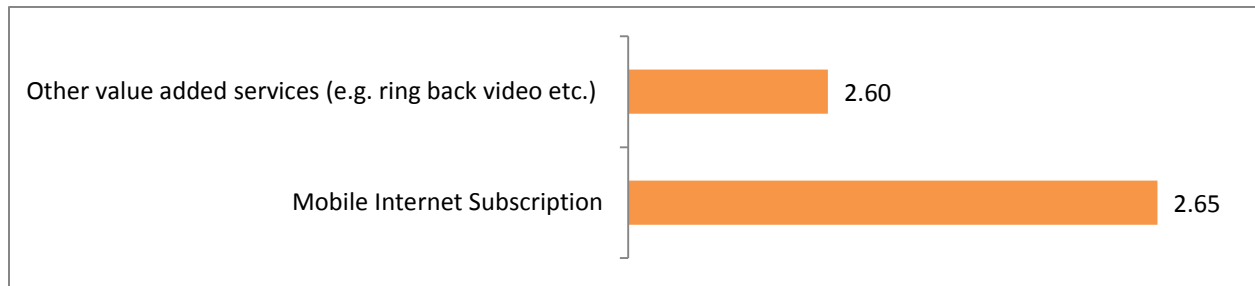 Other value added services (e.g. ring back video etc.)
2.60
Mobile Internet Subscription
2.65